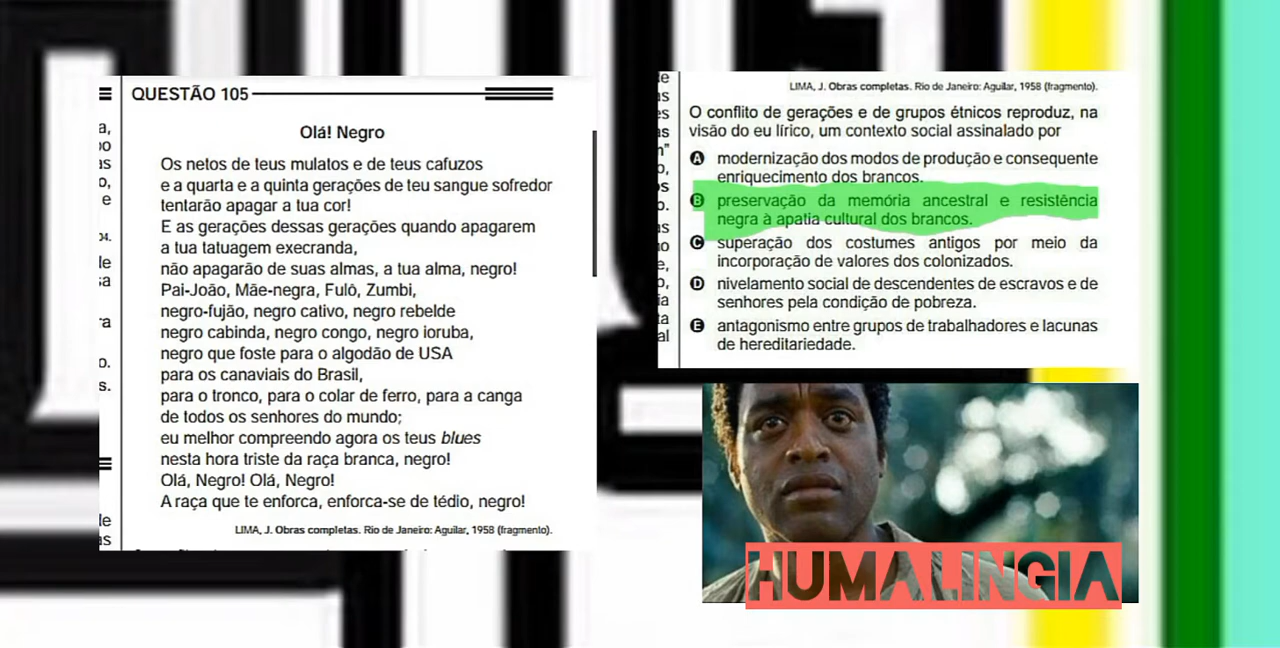 QUESTÃO 105
Olá! Negro
Os netos de teus mulatos e de teus cafuzos
e a quarta e a quinta gerações de teu sangue sofredor
tentarão apagar a tua cor!
E as gerações dessas gerações quando apagarem
a tua tatuagem execranda,
não apagarão de suas almas, a tua alma, negro!
Pai-João, Mãe-negra, Fulô, Zumbi,
negro-fujão, negro cativo, negro rebelde
negro cabinda, negro congo, negro ioruba,
negro que foste para o algodão de USA
para os canaviais do Brasil,
para o tronco, para o colar de ferro, para a canga
de todos os senhores do mundo;
eu melhor compreendo agora os teus blues
nesta hora triste da raça branca, negro!
Olá, Negro! Olá, Negro!
A raça que te enforca, enforca-se de tédio, negro!
LIMA, J. Obras completas. Rio de Janeiro: Aguilar, 1958 (fragmento).
LIMA, J. Obras completas. Rio de Janeiro: Aguilar, 1958 (fragmento).
O conflito de gerações e de grupos étnicos reproduz, na
visão do eu lírico, um contexto social assinalado por
A modernização dos modos de produção e consequente
enriquecimento dos brancos.
B preservação da memória ancestral e resistência
negra à apatia cultural dos brancos.
C superação dos costumes antigos por meio da
incorporação de valores dos colonizados.
D nivelamento social de descendentes de escravos e de
senhores pela condição de pobreza.
E antagonismo entre grupos de trabalhadores e lacunas
de hereditariedade.
HUMALINGIA